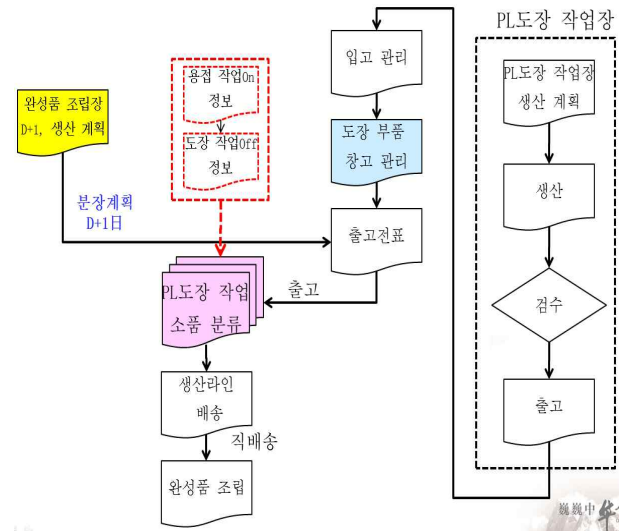 PL도장 작업장
입고 관리
용접 작업On
정보
도장 작업Off
정보
완성품 조립장
D+1, 생산 계획
PL도장 작업장
생산 계획
도장 부품
창고 관리
분장계획
D+1日
출고전표
생산
PL도장 작업
소품 분류
출고
검수
생산라인
배송
직배송
출고
완성품 조립
巍巍中华